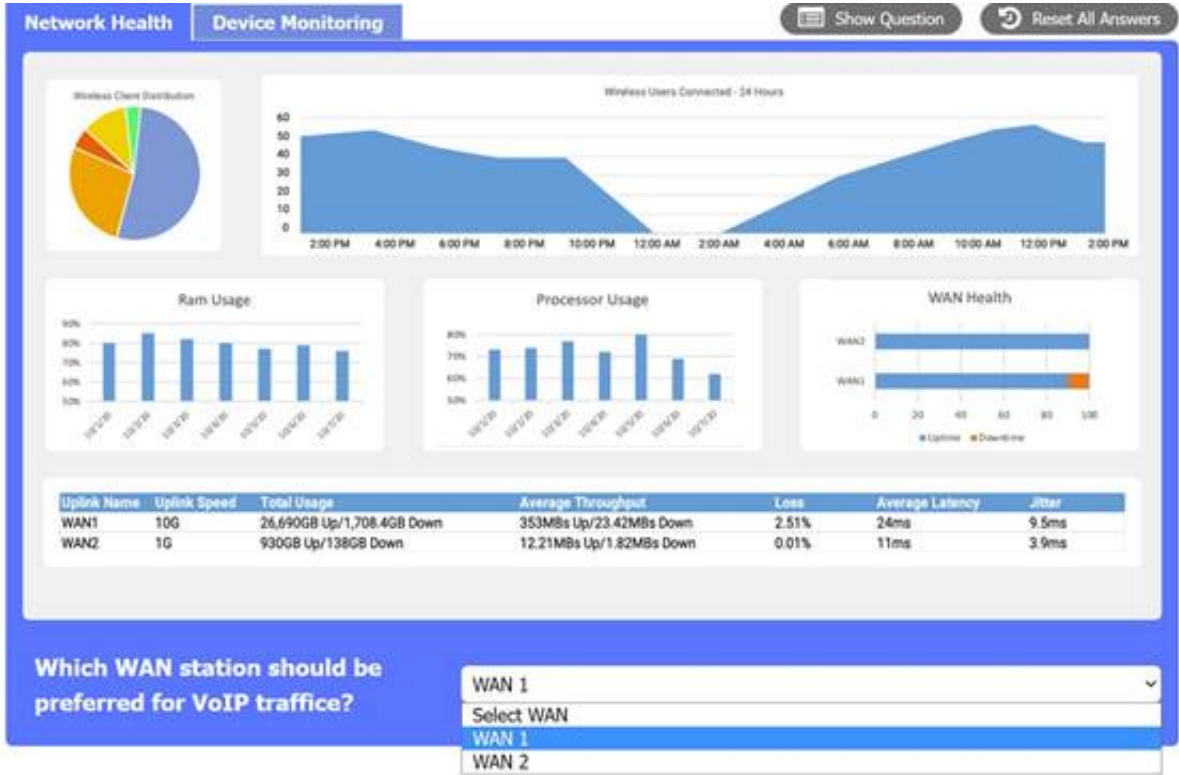 Network Health Device Monitoring Show Question Reset All Answers
Wireless Client Distribution
Wireless Users Connected - 24 Hours
60
50
40
30
20
10
0
2:00 PM 4:00 PM 6:00 PM 8:00 PM 10:00 PM 12:00 AM 2:00 AM 4:00 AM 6:00 AM 8:00 AM 10:00 AM 12:00 PM 2:00 PM
Ram Usage
90%
80%
70%
60%
50%
Processor Usage
80%
70%
60%
50%
WAN Health
WAN2
WAN1
0 20 40 60 80 100
Uptime Downtime
Uplink Name Uplink Speed Total Usage Average Throughput Loss Average Latency Jitter
WAN1 10G 26,690GB Up/1,708.4GB Down 353MBs Up/23.42MBs Down 2.51% 24ms 9.5ms
WAN2 1G 930GB Up/138GB Down 12.21MBs Up/1.82MBs Down 0.01% 11ms 3.9ms
Which WAN station should be
preferred for VoIP traffice?
WAN 1
Select WAN
WAN 1
WAN 2